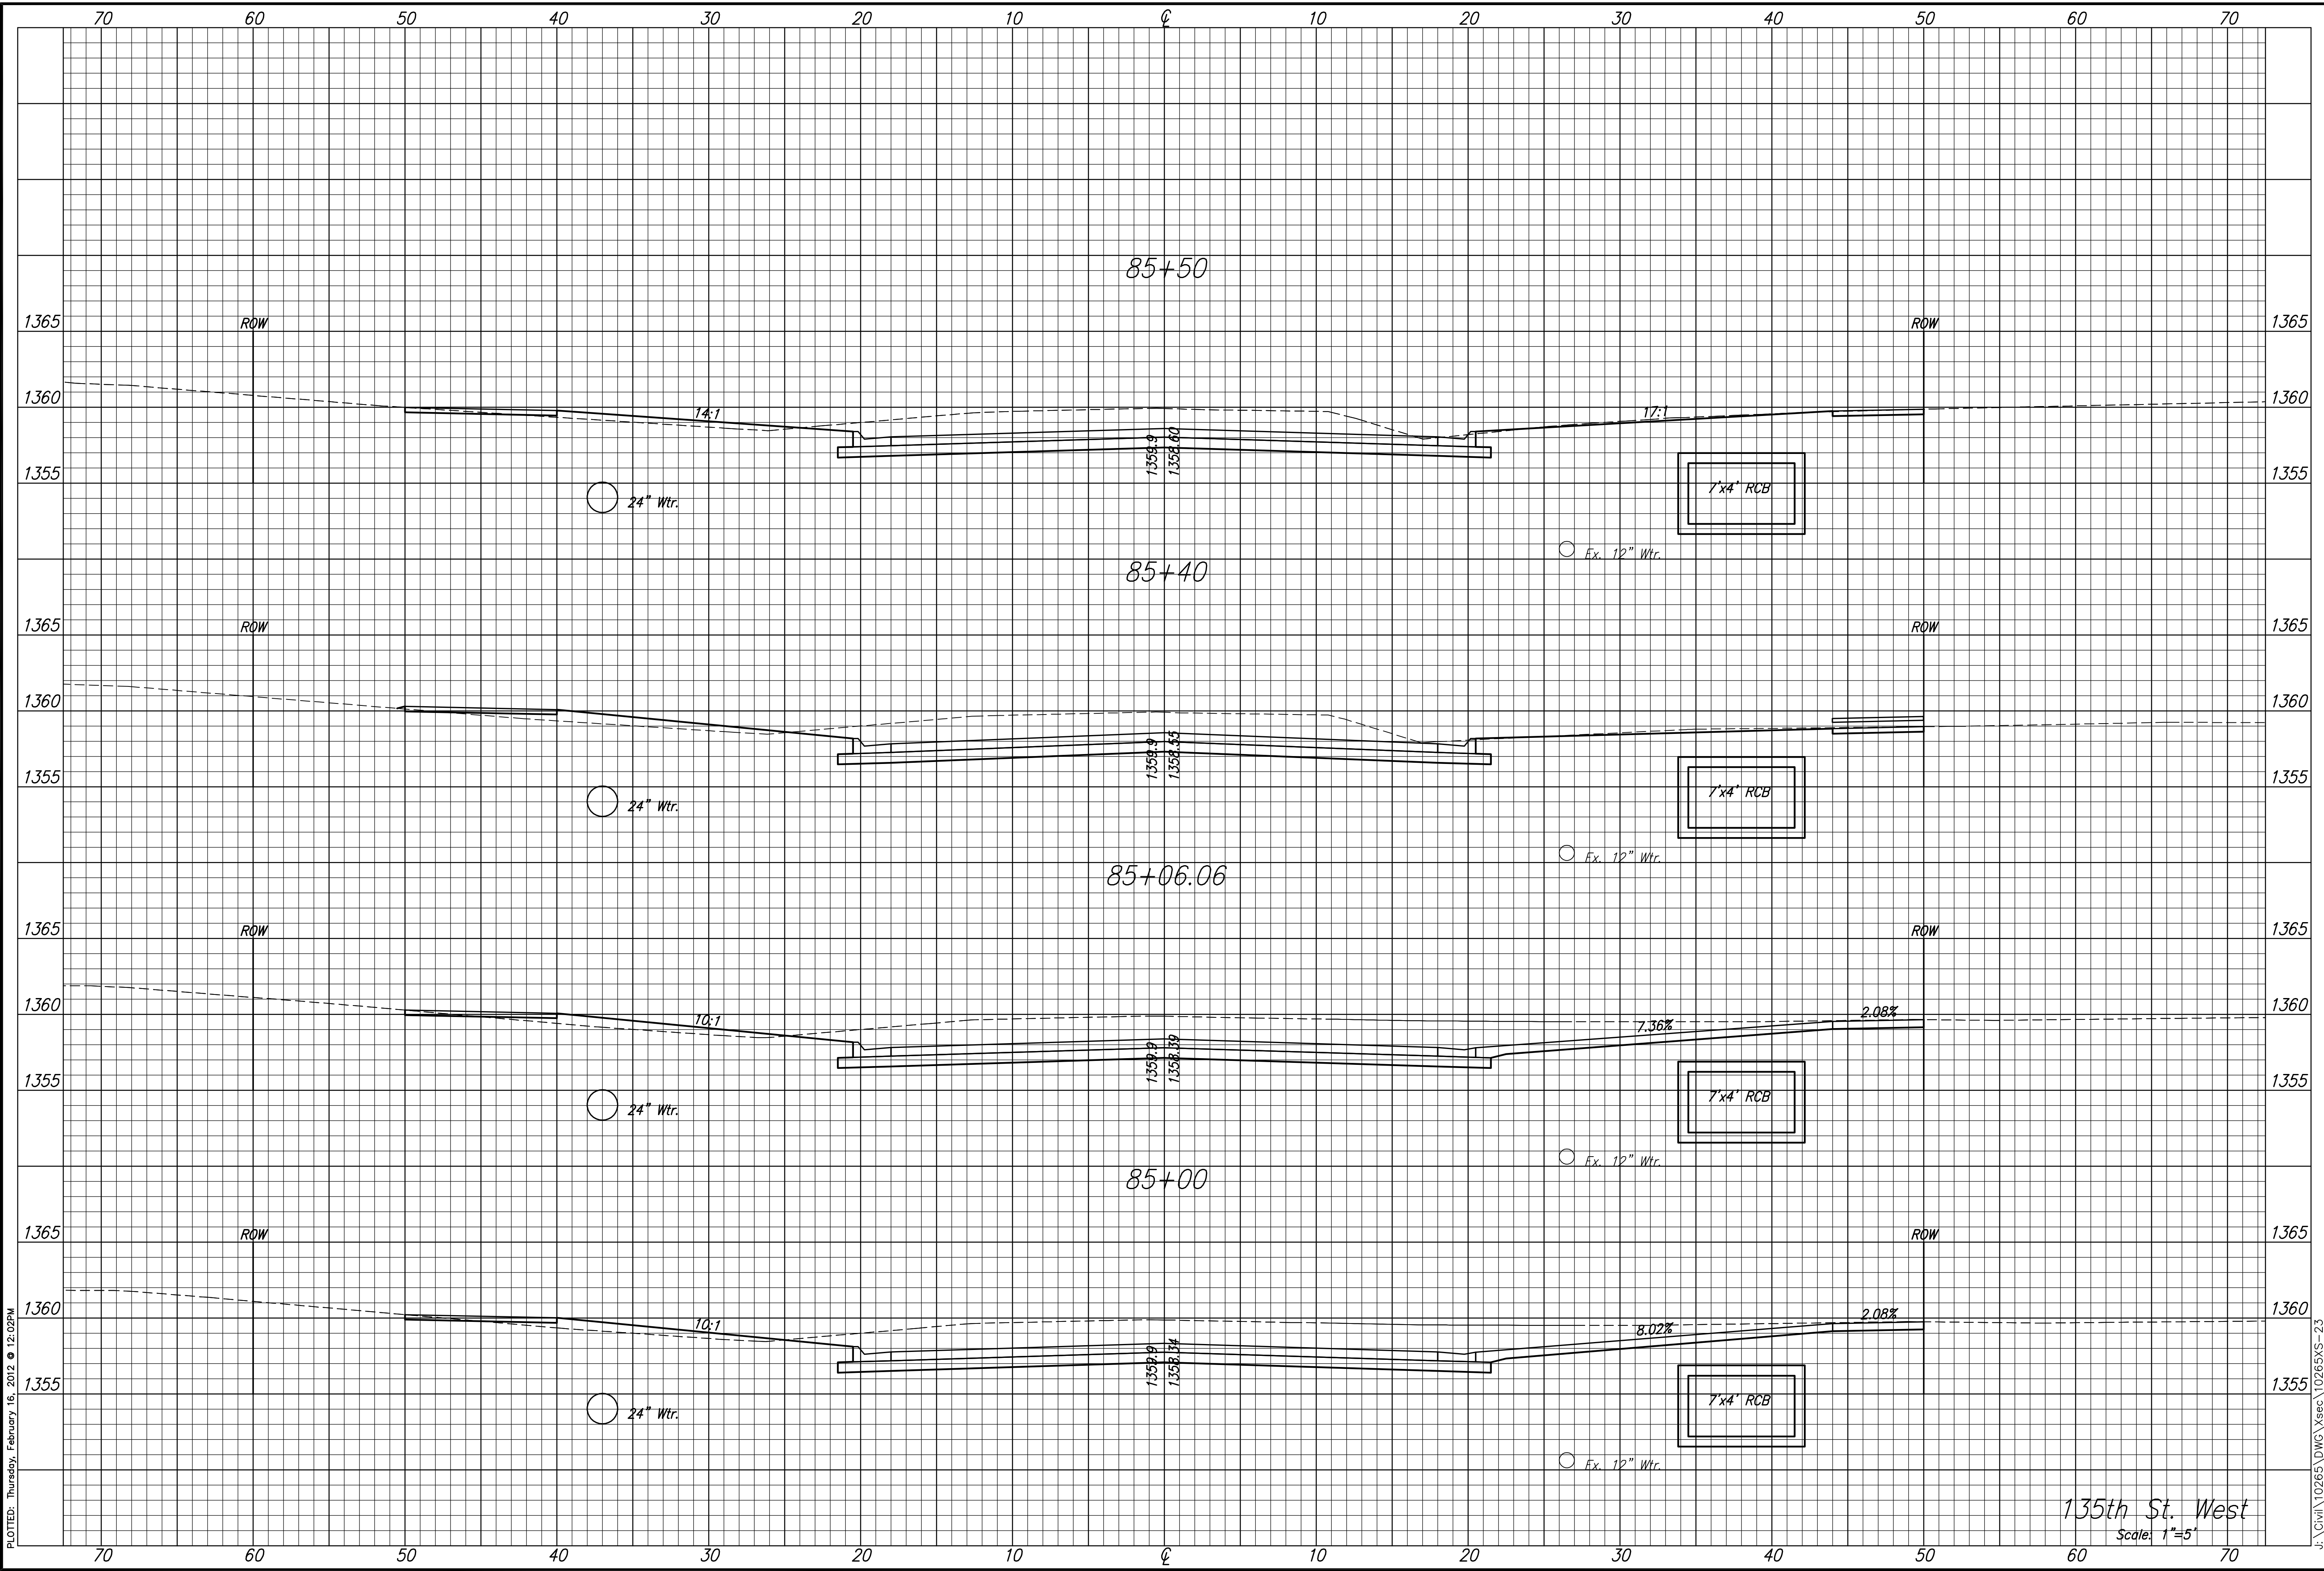 70 60 50 40 30 20 10 ℄ 10 20 30 40 50 60 70
85+50
1365 ROW ROW 1365
1360 14:1 17:1 1360
1359.9
1358.60
1355 7'x4' RCB 1355
24" Wtr.
Ex. 12" Wtr.
85+40
1365 ROW ROW 1365
1360 1360
1359.9
1358.55
1355 7'x4' RCB 1355
24" Wtr.
Ex. 12" Wtr.
85+06.06
1365 ROW ROW 1365
1360 2.08% 1360
10:1 7.36%
1359.9
1358.39
1355 7'x4' RCB 1355
24" Wtr.
Ex. 12" Wtr.
85+00
1365 ROW ROW 1365
1360 2.08% 1360
10:1 8.02%
1359.9
1358.34
1355 7'x4' RCB 1355
24" Wtr.
Ex. 12" Wtr.
135th St. West
Scale: 1"=5'
70 60 50 40 30 20 10 ℄ 10 20 30 40 50 60 70
PLOTTED: Thursday, February 16, 2012 @ 12:02PM
J:\Civil\10265\DWG\Xsec\10265XS-23